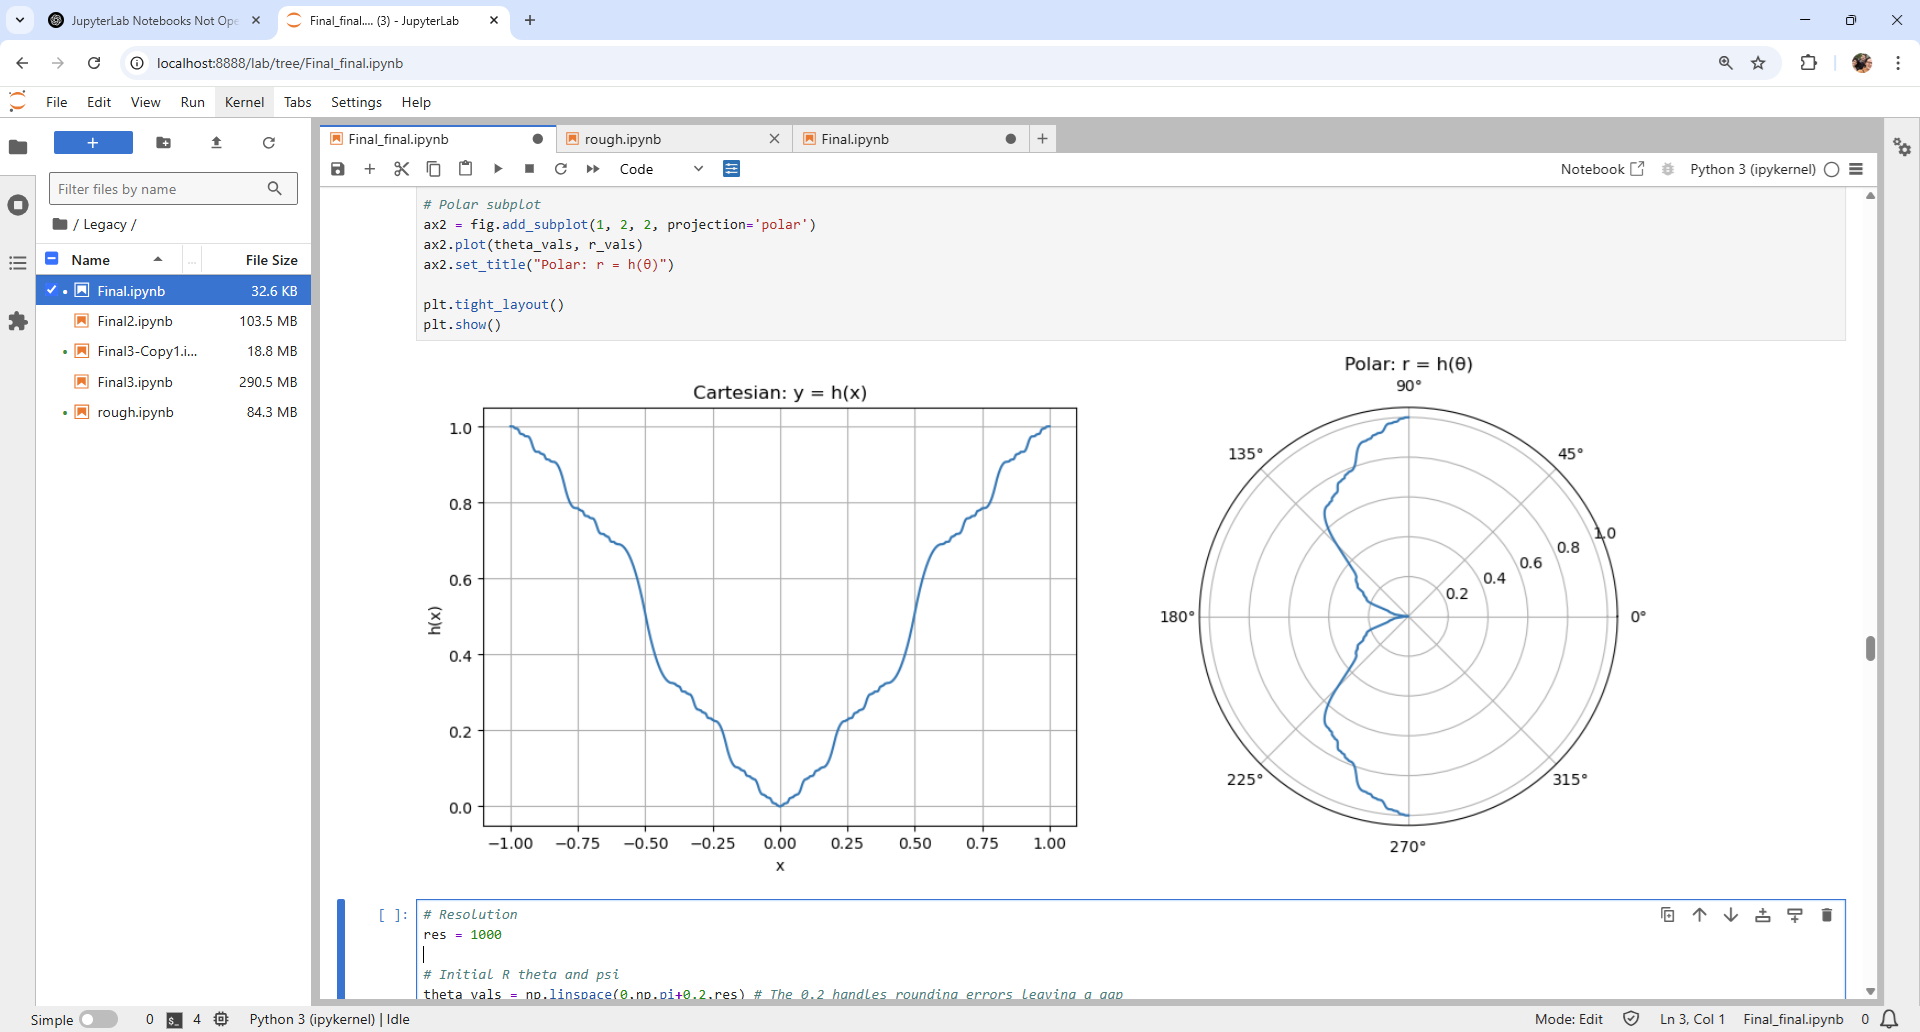 JupyterLab Notebooks Not Ope
Final_final.... (3) - JupyterLab
localhost:8888/lab/tree/Final_final.ipynb
File Edit View Run Kernel Tabs Settings Help
Final_final.ipynb
rough.ipynb
Final.ipynb
Code
Notebook
Python 3 (ipykernel)
Filter files by name
/ Legacy /
Name ... File Size
Final.ipynb 32.6 KB
Final2.ipynb 103.5 MB
Final3-Copy1.i... 18.8 MB
Final3.ipynb 290.5 MB
rough.ipynb 84.3 MB
# Polar subplot
ax2 = fig.add_subplot(1, 2, 2, projection='polar')
ax2.plot(theta_vals, r_vals)
ax2.set_title("Polar: r = h(θ)")
plt.tight_layout()
plt.show()
Cartesian: y = h(x)
1.0
0.8
0.6
0.4
0.2
0.0
h(x)
−1.00 −0.75 −0.50 −0.25 0.00 0.25 0.50 0.75 1.00
x
Polar: r = h(θ)
90°
135° 45°
1.0
0.8
0.6
0.4
0.2
180° 0°
225° 315°
270°
[ ]:
# Resolution
res = 1000
# Initial R theta and psi
theta_vals = np.linspace(0,np.pi+0.2,res) # The 0.2 handles rounding errors leaving a gap
Simple 0 $_ 4 Python 3 (ipykernel) | Idle
Mode: Edit Ln 3, Col 1 Final_final.ipynb 0